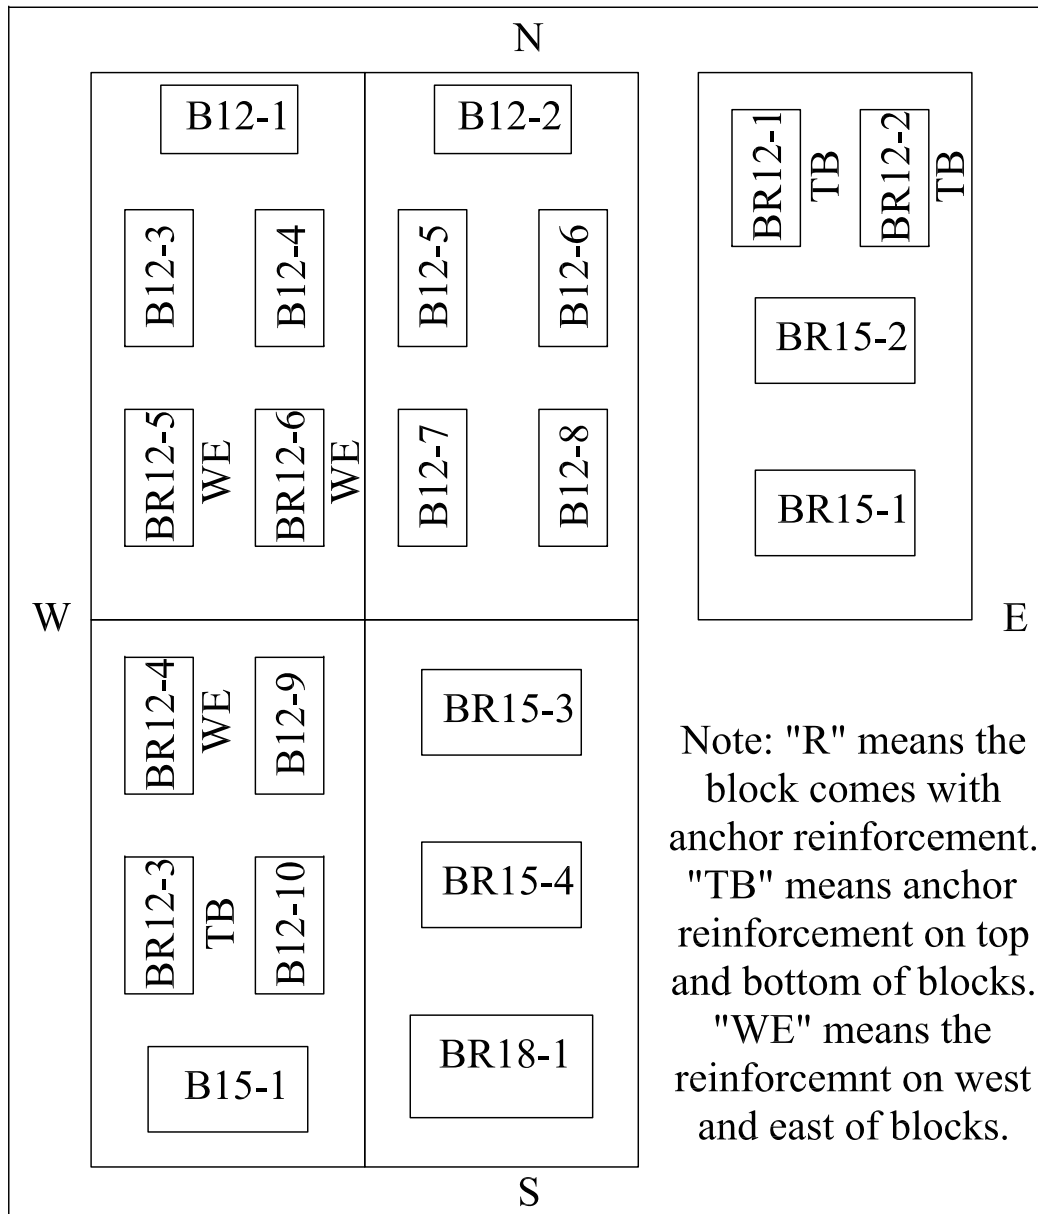 N
B12-1
B12-2
BR12-1
TB
BR12-2
TB
B12-3
B12-4
B12-5
B12-6
BR15-2
BR12-5
WE
BR12-6
WE
B12-7
B12-8
BR15-1
W
E
BR12-4
WE
B12-9
BR15-3
BR12-3
TB
B12-10
BR15-4
B15-1
BR18-1
Note: "R" means the
block comes with
anchor reinforcement.
"TB" means anchor
reinforcement on top
and bottom of blocks.
"WE" means the
reinforcemnt on west
and east of blocks.
S